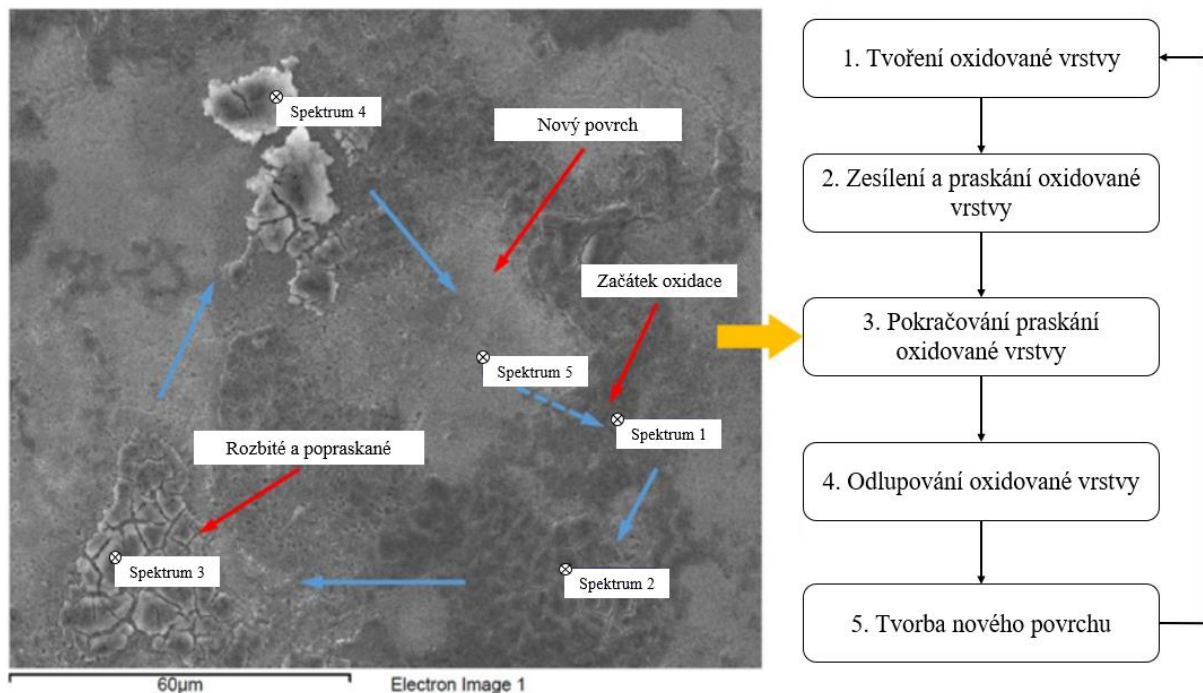 Spektrum 4
Nový povrch
Začátek oxidace
Spektrum 5
Spektrum 1
Rozbité a popraskané
Spektrum 3
Spektrum 2
60µm
Electron Image 1
1. Tvoření oxidované vrstvy
2. Zesílení a praskání oxidované
vrstvy
3. Pokračování praskání
oxidované vrstvy
4. Odlupování oxidované vrstvy
5. Tvorba nového povrchu